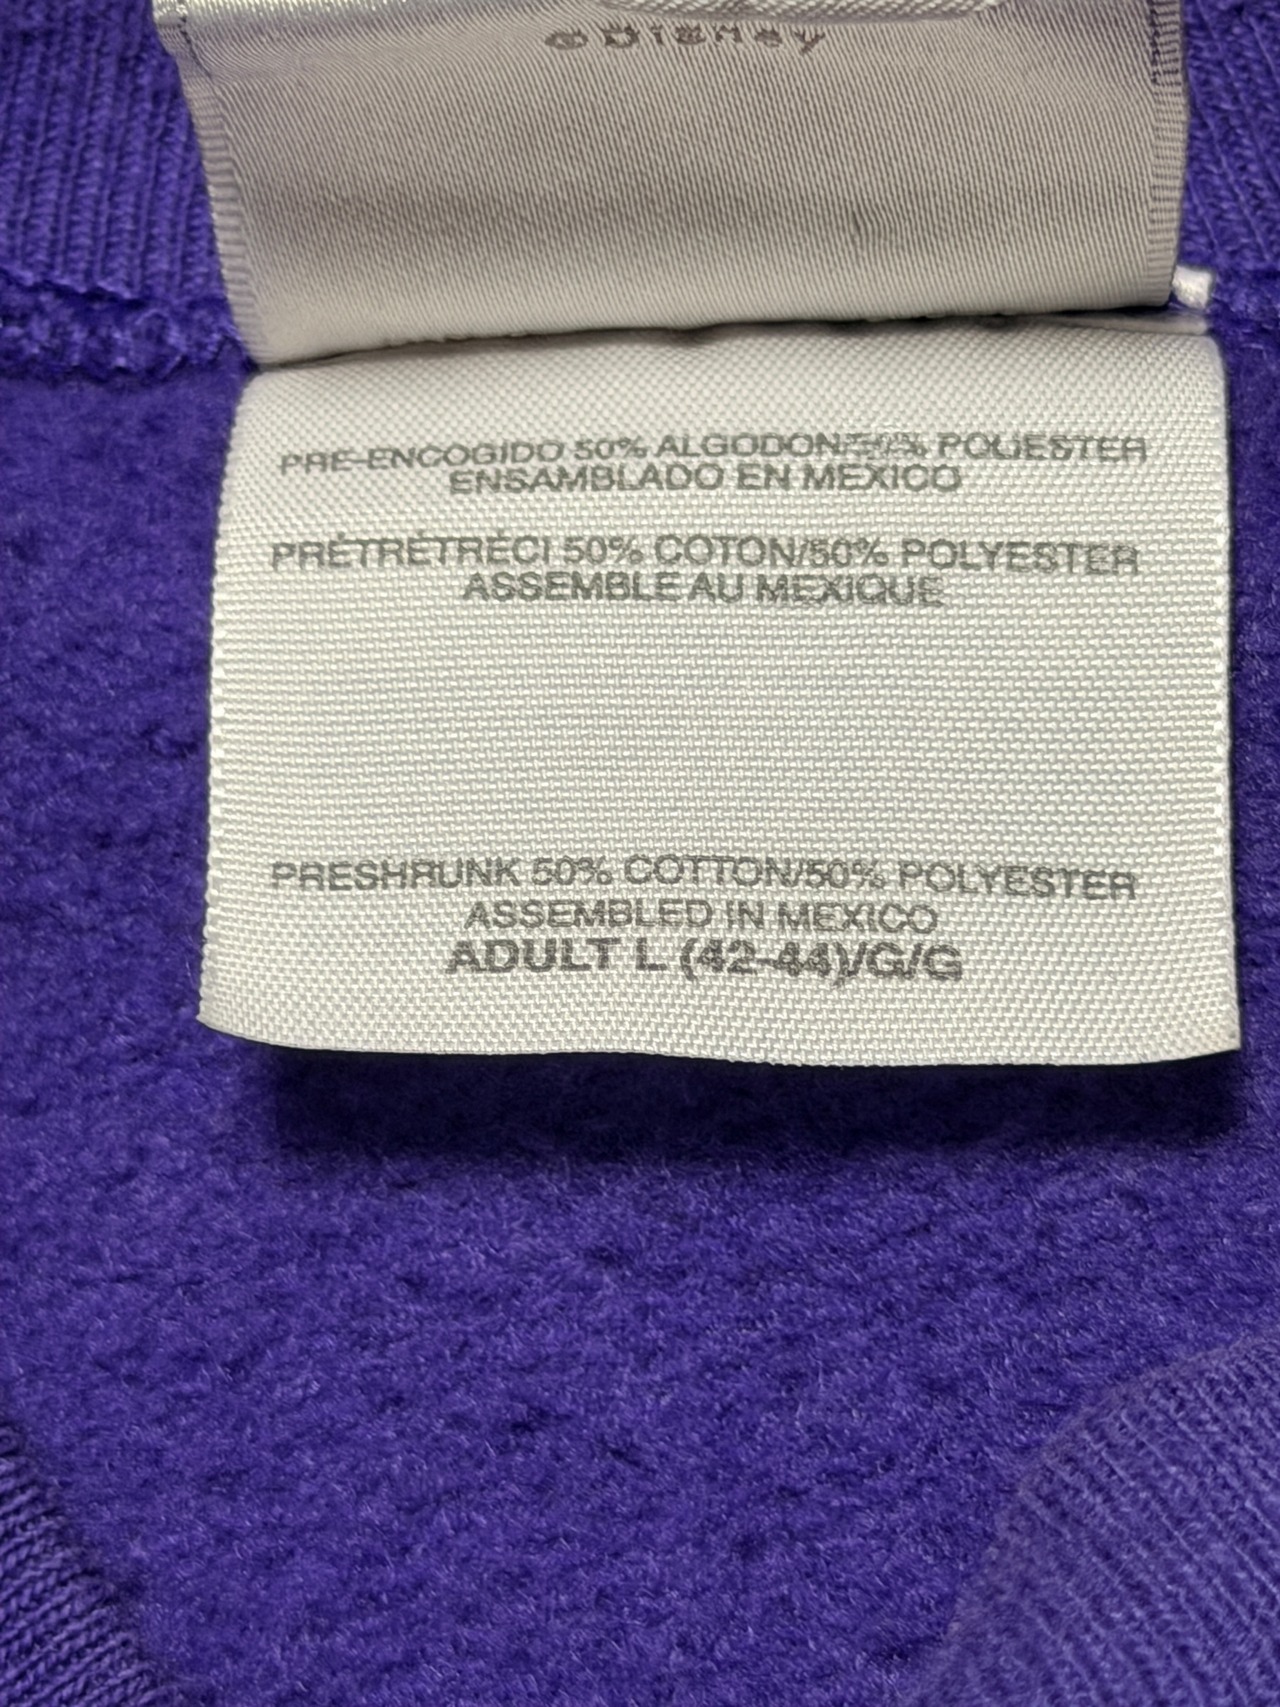 ©Disney
PRE-ENCOGIDO 50% ALGODON/50% POLIESTER
ENSAMBLADO EN MEXICO
PRÉTRÉTRÉCI 50% COTON/50% POLYESTER
ASSEMBLE AU MEXIQUE
PRESHRUNK 50% COTTON/50% POLYESTER
ASSEMBLED IN MEXICO
ADULT L (42-44)/G/G